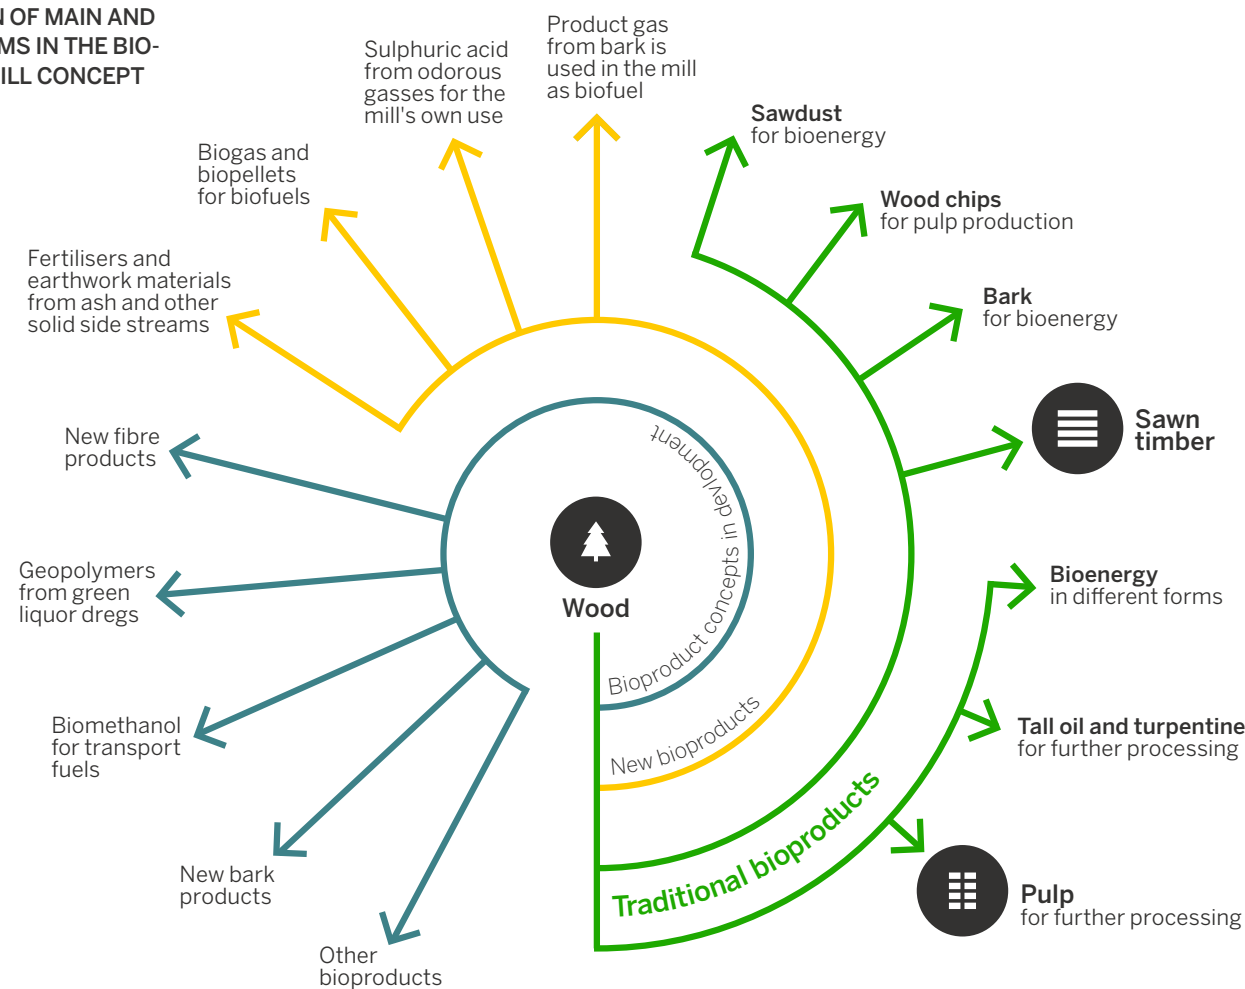 N OF MAIN AND
MS IN THE BIO-
ILL CONCEPT
Product gas
from bark is
used in the mill
as biofuel
Sulphuric acid
from odorous
gasses for the
mill's own use
Biogas and
biopellets
for biofuels
Fertilisers and
earthwork materials
from ash and other
solid side streams
New fibre
products
Geopolymers
from green
liquor dregs
Biomethanol
for transport
fuels
New bark
products
Other
bioproducts
Sawdust
for bioenergy
Wood chips
for pulp production
Bark
for bioenergy
Sawn
timber
Bioenergy
in different forms
Tall oil and turpentine
for further processing
Pulp
for further processing
Wood
Bioproduct concepts in devlopment
New bioproducts
Traditional bioproducts